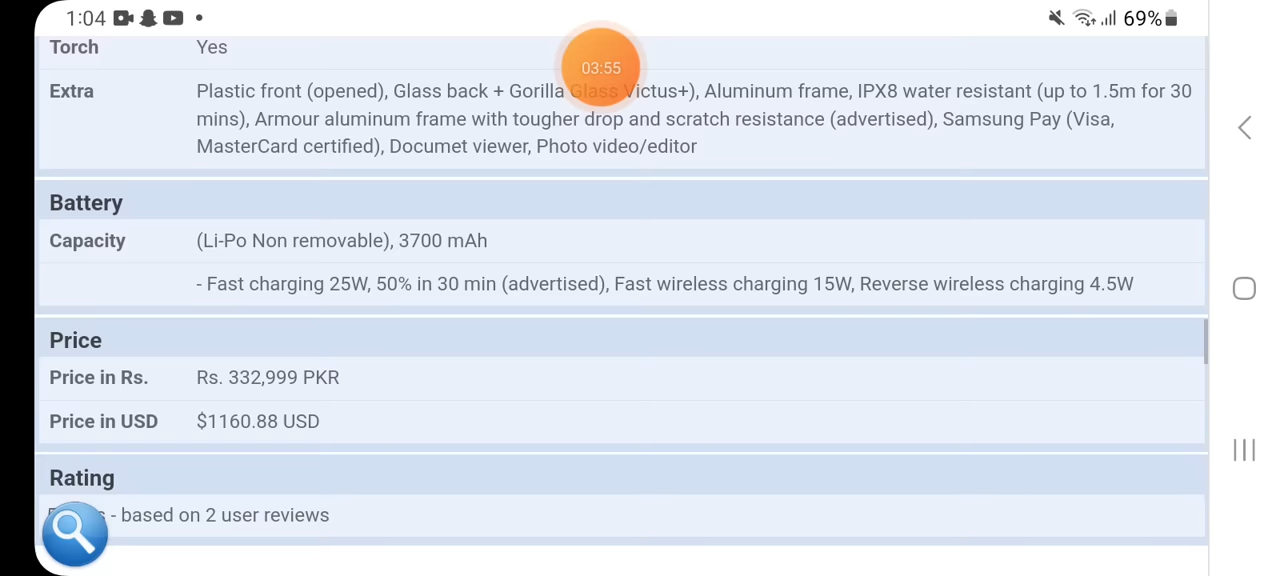 1:04 69%
Torch Yes
03:55
Extra Plastic front (opened), Glass back + Gorilla Glass Victus+), Aluminum frame, IPX8 water resistant (up to 1.5m for 30
mins), Armour aluminum frame with tougher drop and scratch resistance (advertised), Samsung Pay (Visa,
MasterCard certified), Documet viewer, Photo video/editor
Battery
Capacity (Li-Po Non removable), 3700 mAh
- Fast charging 25W, 50% in 30 min (advertised), Fast wireless charging 15W, Reverse wireless charging 4.5W
Price
Price in Rs. Rs. 332,999 PKR
Price in USD $1160.88 USD
Rating
- based on 2 user reviews